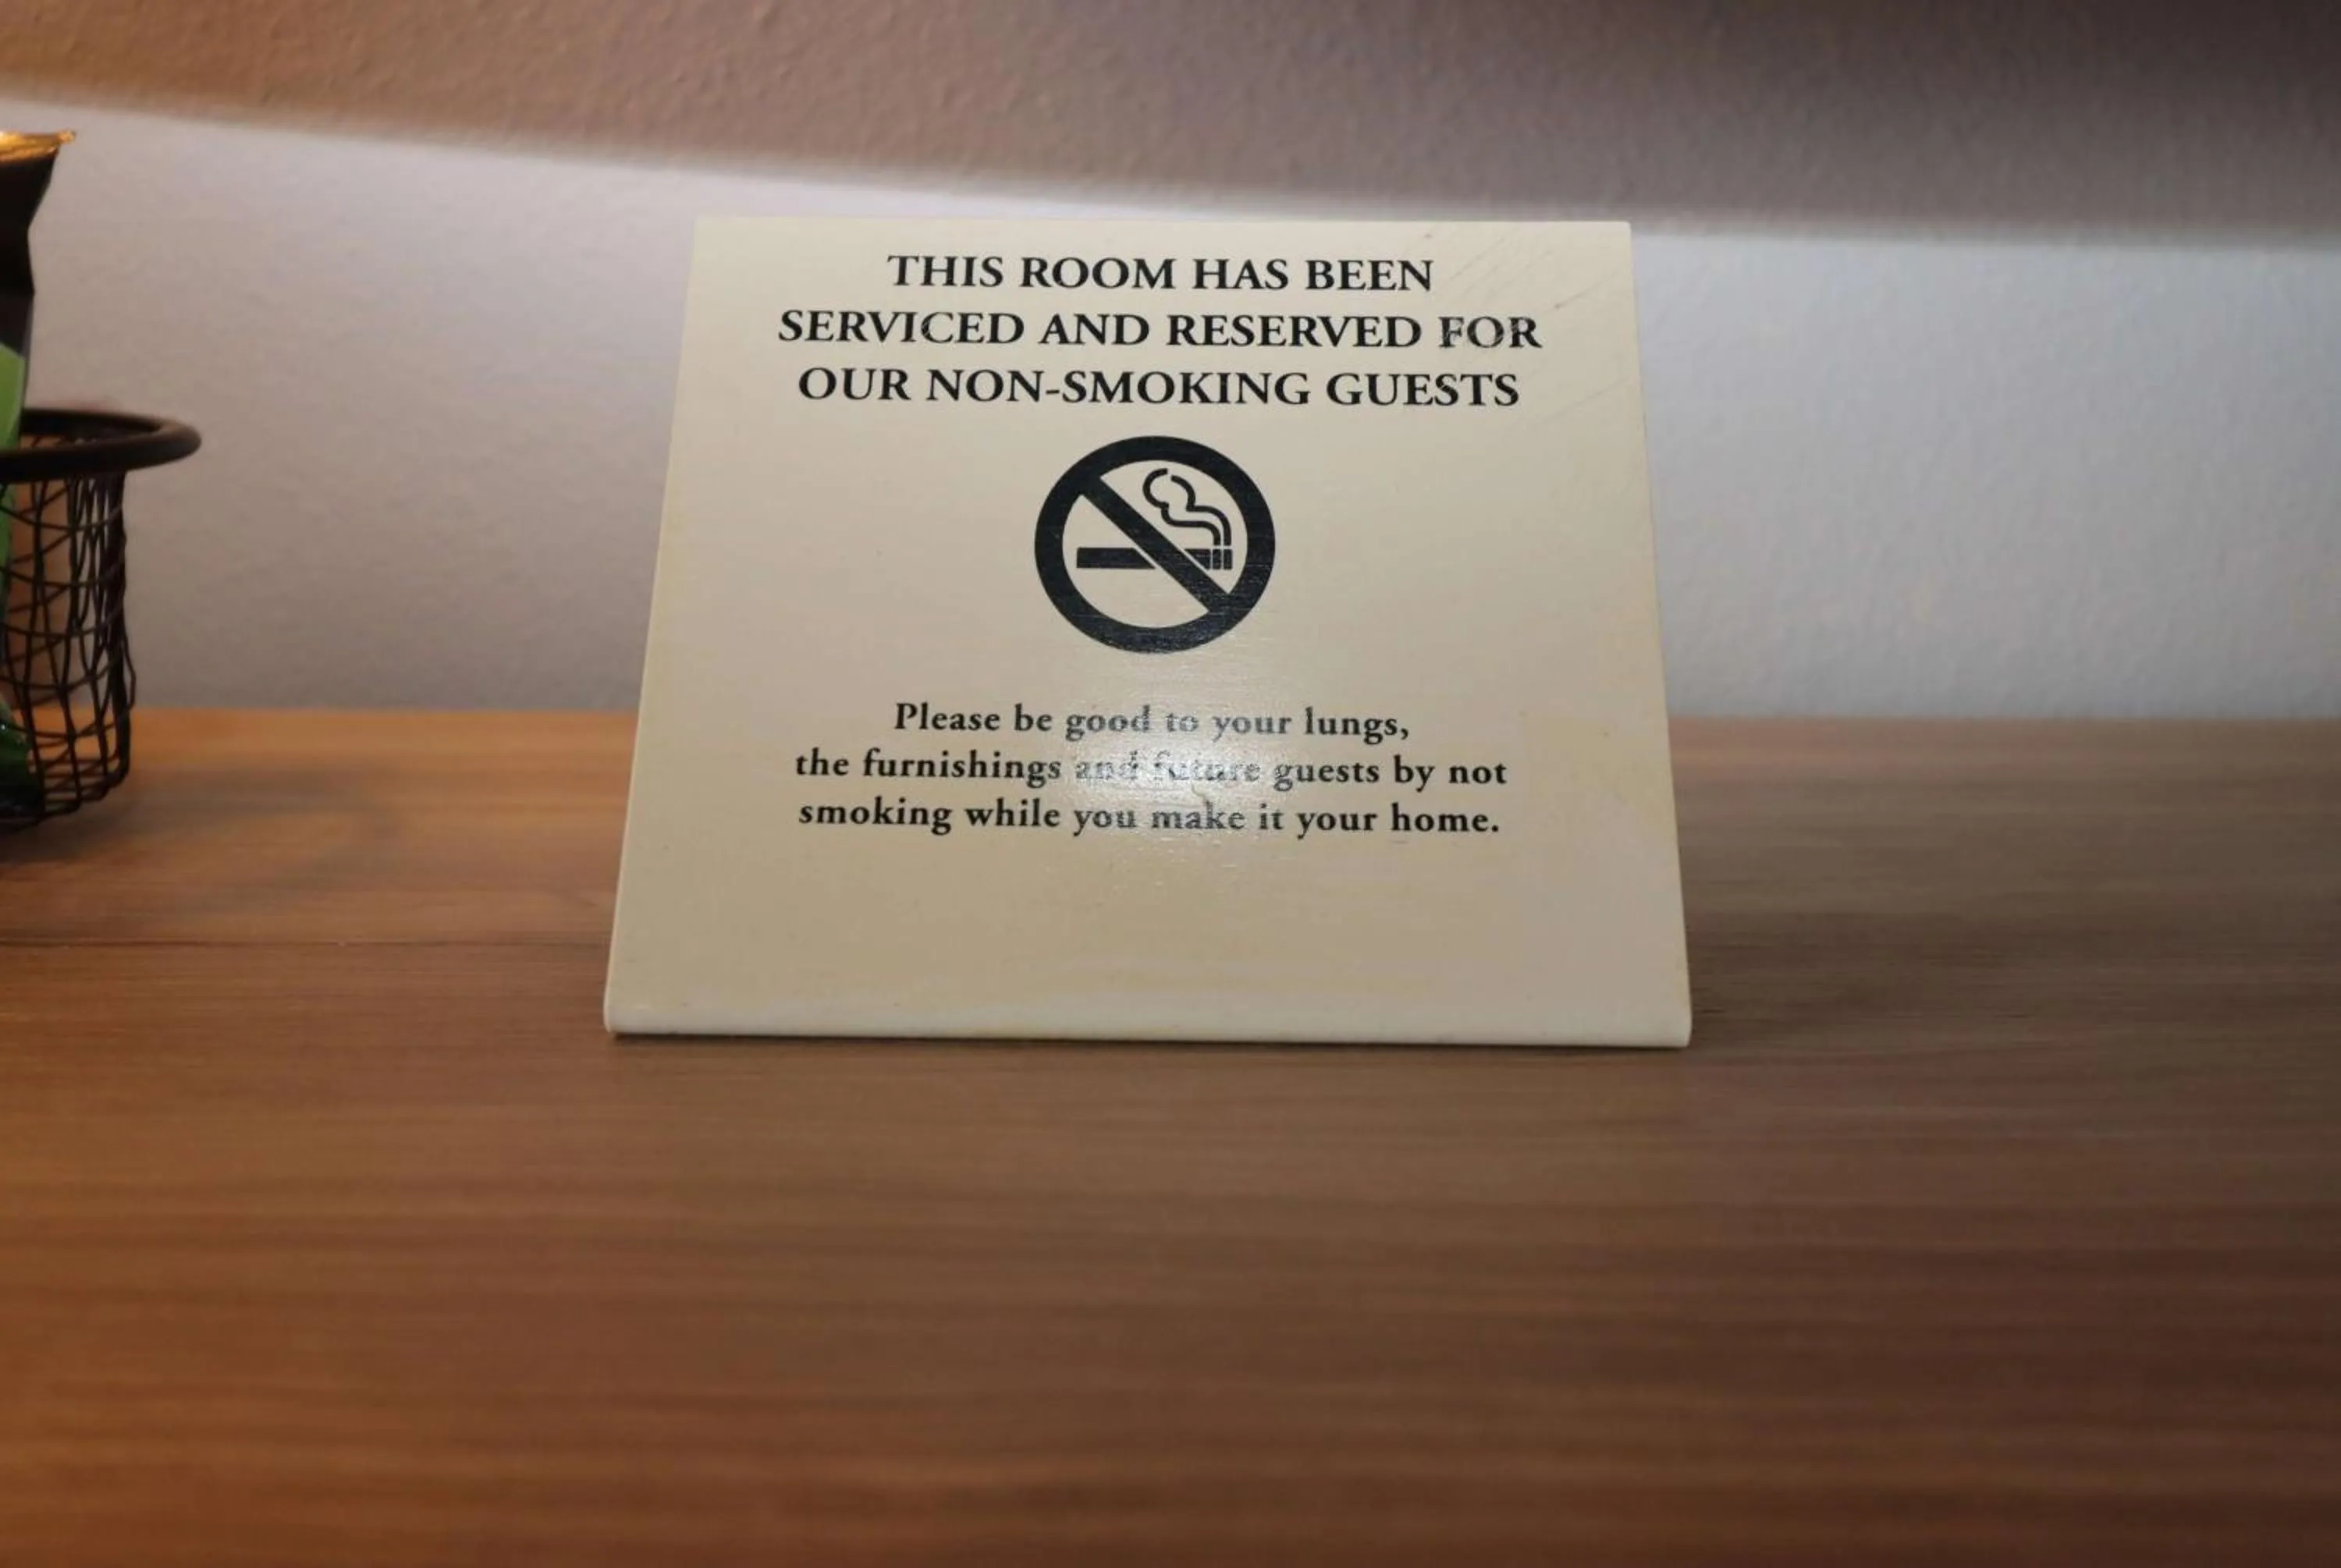 THIS ROOM HAS BEEN
SERVICED AND RESERVED FOR
OUR NON-SMOKING GUESTS
Please be good to your lungs,
the furnishings and future guests by not
smoking while you make it your home.